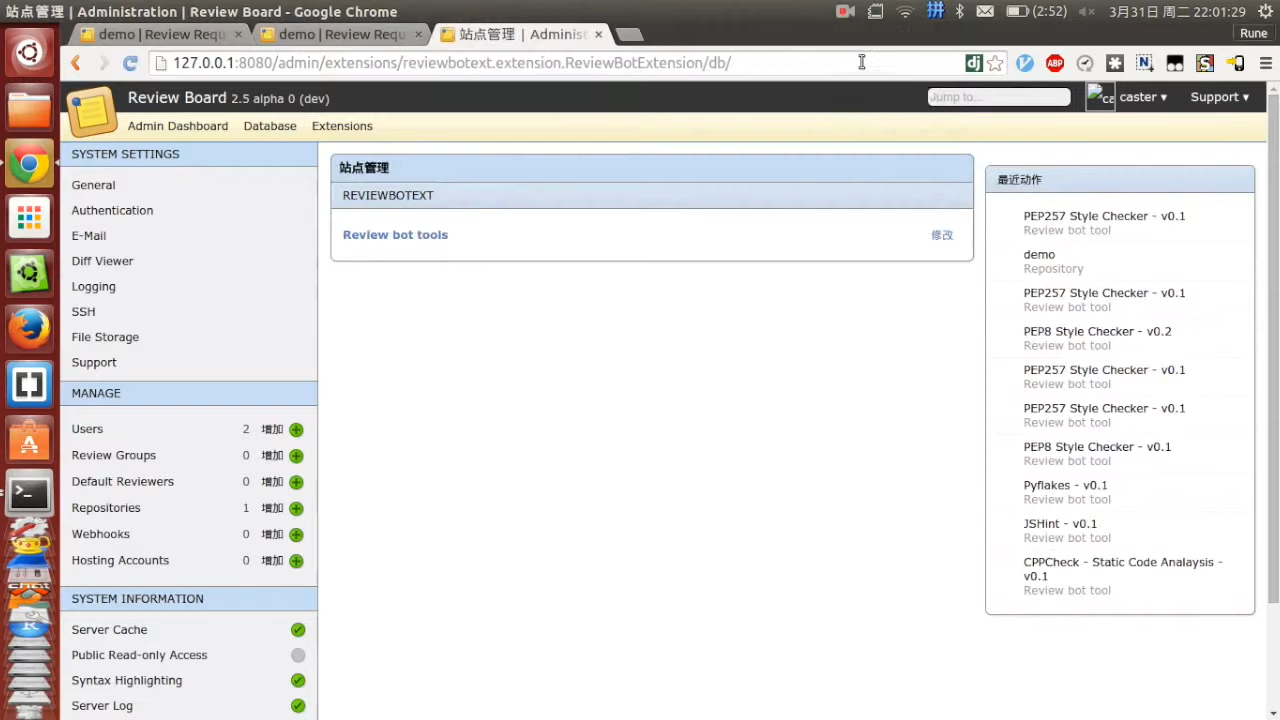 站点管理 | Administration | Review Board - Google Chrome
(2:52)
3月31日 周二 22:01:29
demo | Review Requ
demo | Review Requ
站点管理 | Administ
Rune
127.0.0.1:8080/admin/extensions/reviewbotext.extension.ReviewBotExtension/db/
Review Board 2.5 alpha 0 (dev)
Jump to...
caster ▾
Support ▾
Admin Dashboard
Database
Extensions
SYSTEM SETTINGS
General
Authentication
E-Mail
Diff Viewer
Logging
SSH
File Storage
Support
MANAGE
Users 2 增加
Review Groups 0 增加
Default Reviewers 0 增加
Repositories 1 增加
Webhooks 0 增加
Hosting Accounts 0 增加
SYSTEM INFORMATION
Server Cache
Public Read-only Access
Syntax Highlighting
Server Log
站点管理
REVIEWBOTEXT
Review bot tools 修改
最近动作
PEP257 Style Checker - v0.1
Review bot tool
demo
Repository
PEP257 Style Checker - v0.1
Review bot tool
PEP8 Style Checker - v0.2
Review bot tool
PEP257 Style Checker - v0.1
Review bot tool
PEP257 Style Checker - v0.1
Review bot tool
PEP8 Style Checker - v0.1
Review bot tool
Pyflakes - v0.1
Review bot tool
JSHint - v0.1
Review bot tool
CPPCheck - Static Code Analaysis -
v0.1
Review bot tool